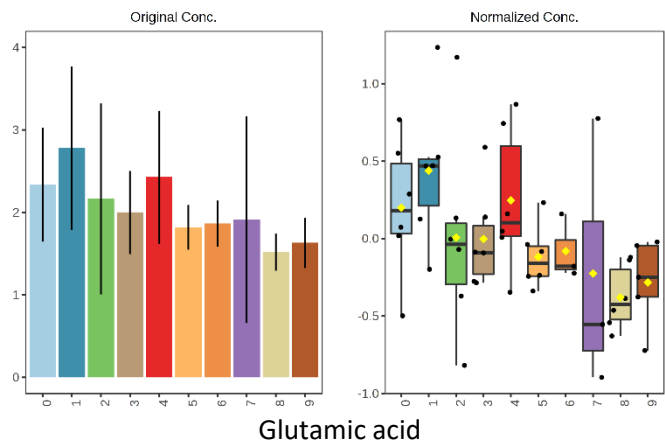 Original Conc.
Normalized Conc.
4
3
2
1
0
1.0
0.5
0.0
-0.5
-1.0
0 1 2 3 4 5 6 7 8 9
0 1 2 3 4 5 6 7 8 9
Glutamic acid